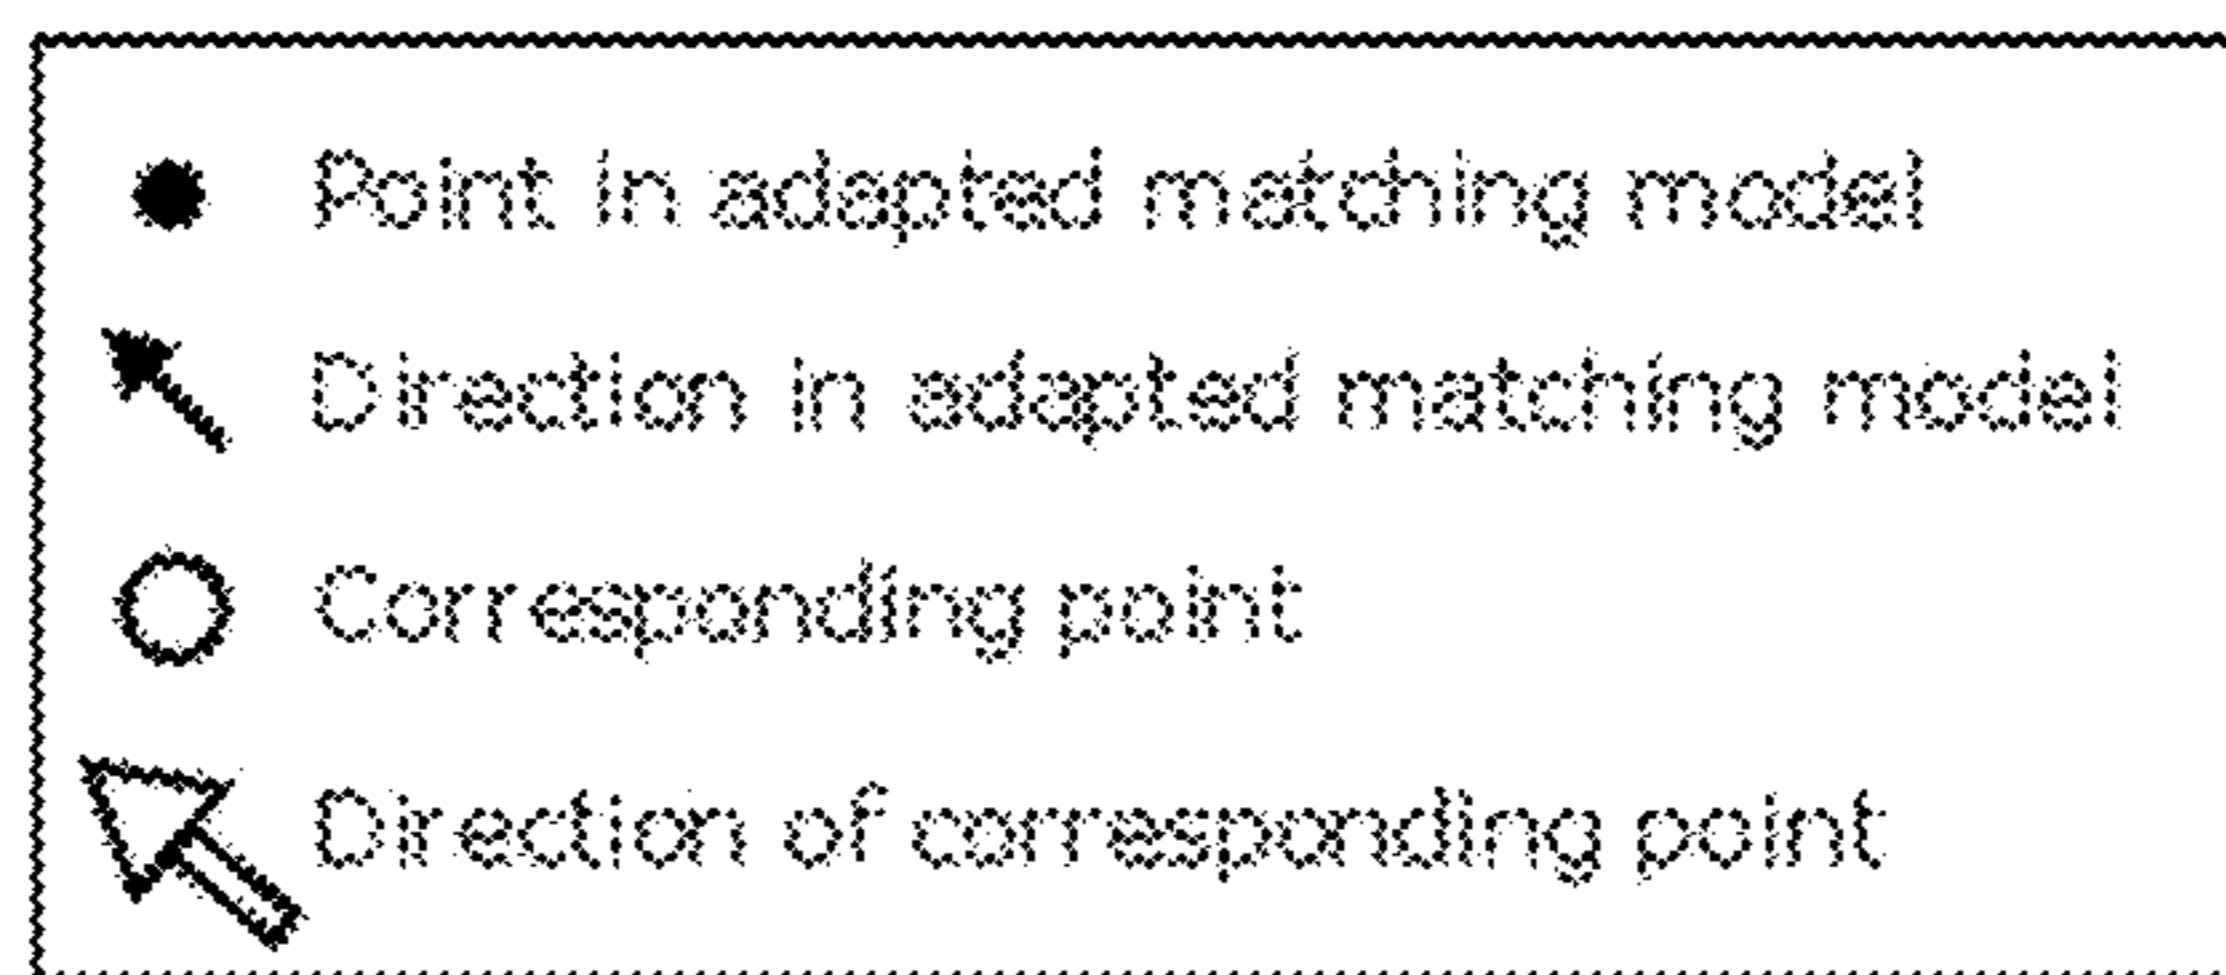 Point in adapted matching model
Direction in adapted matching model
Corresponding point
Direction of corresponding point